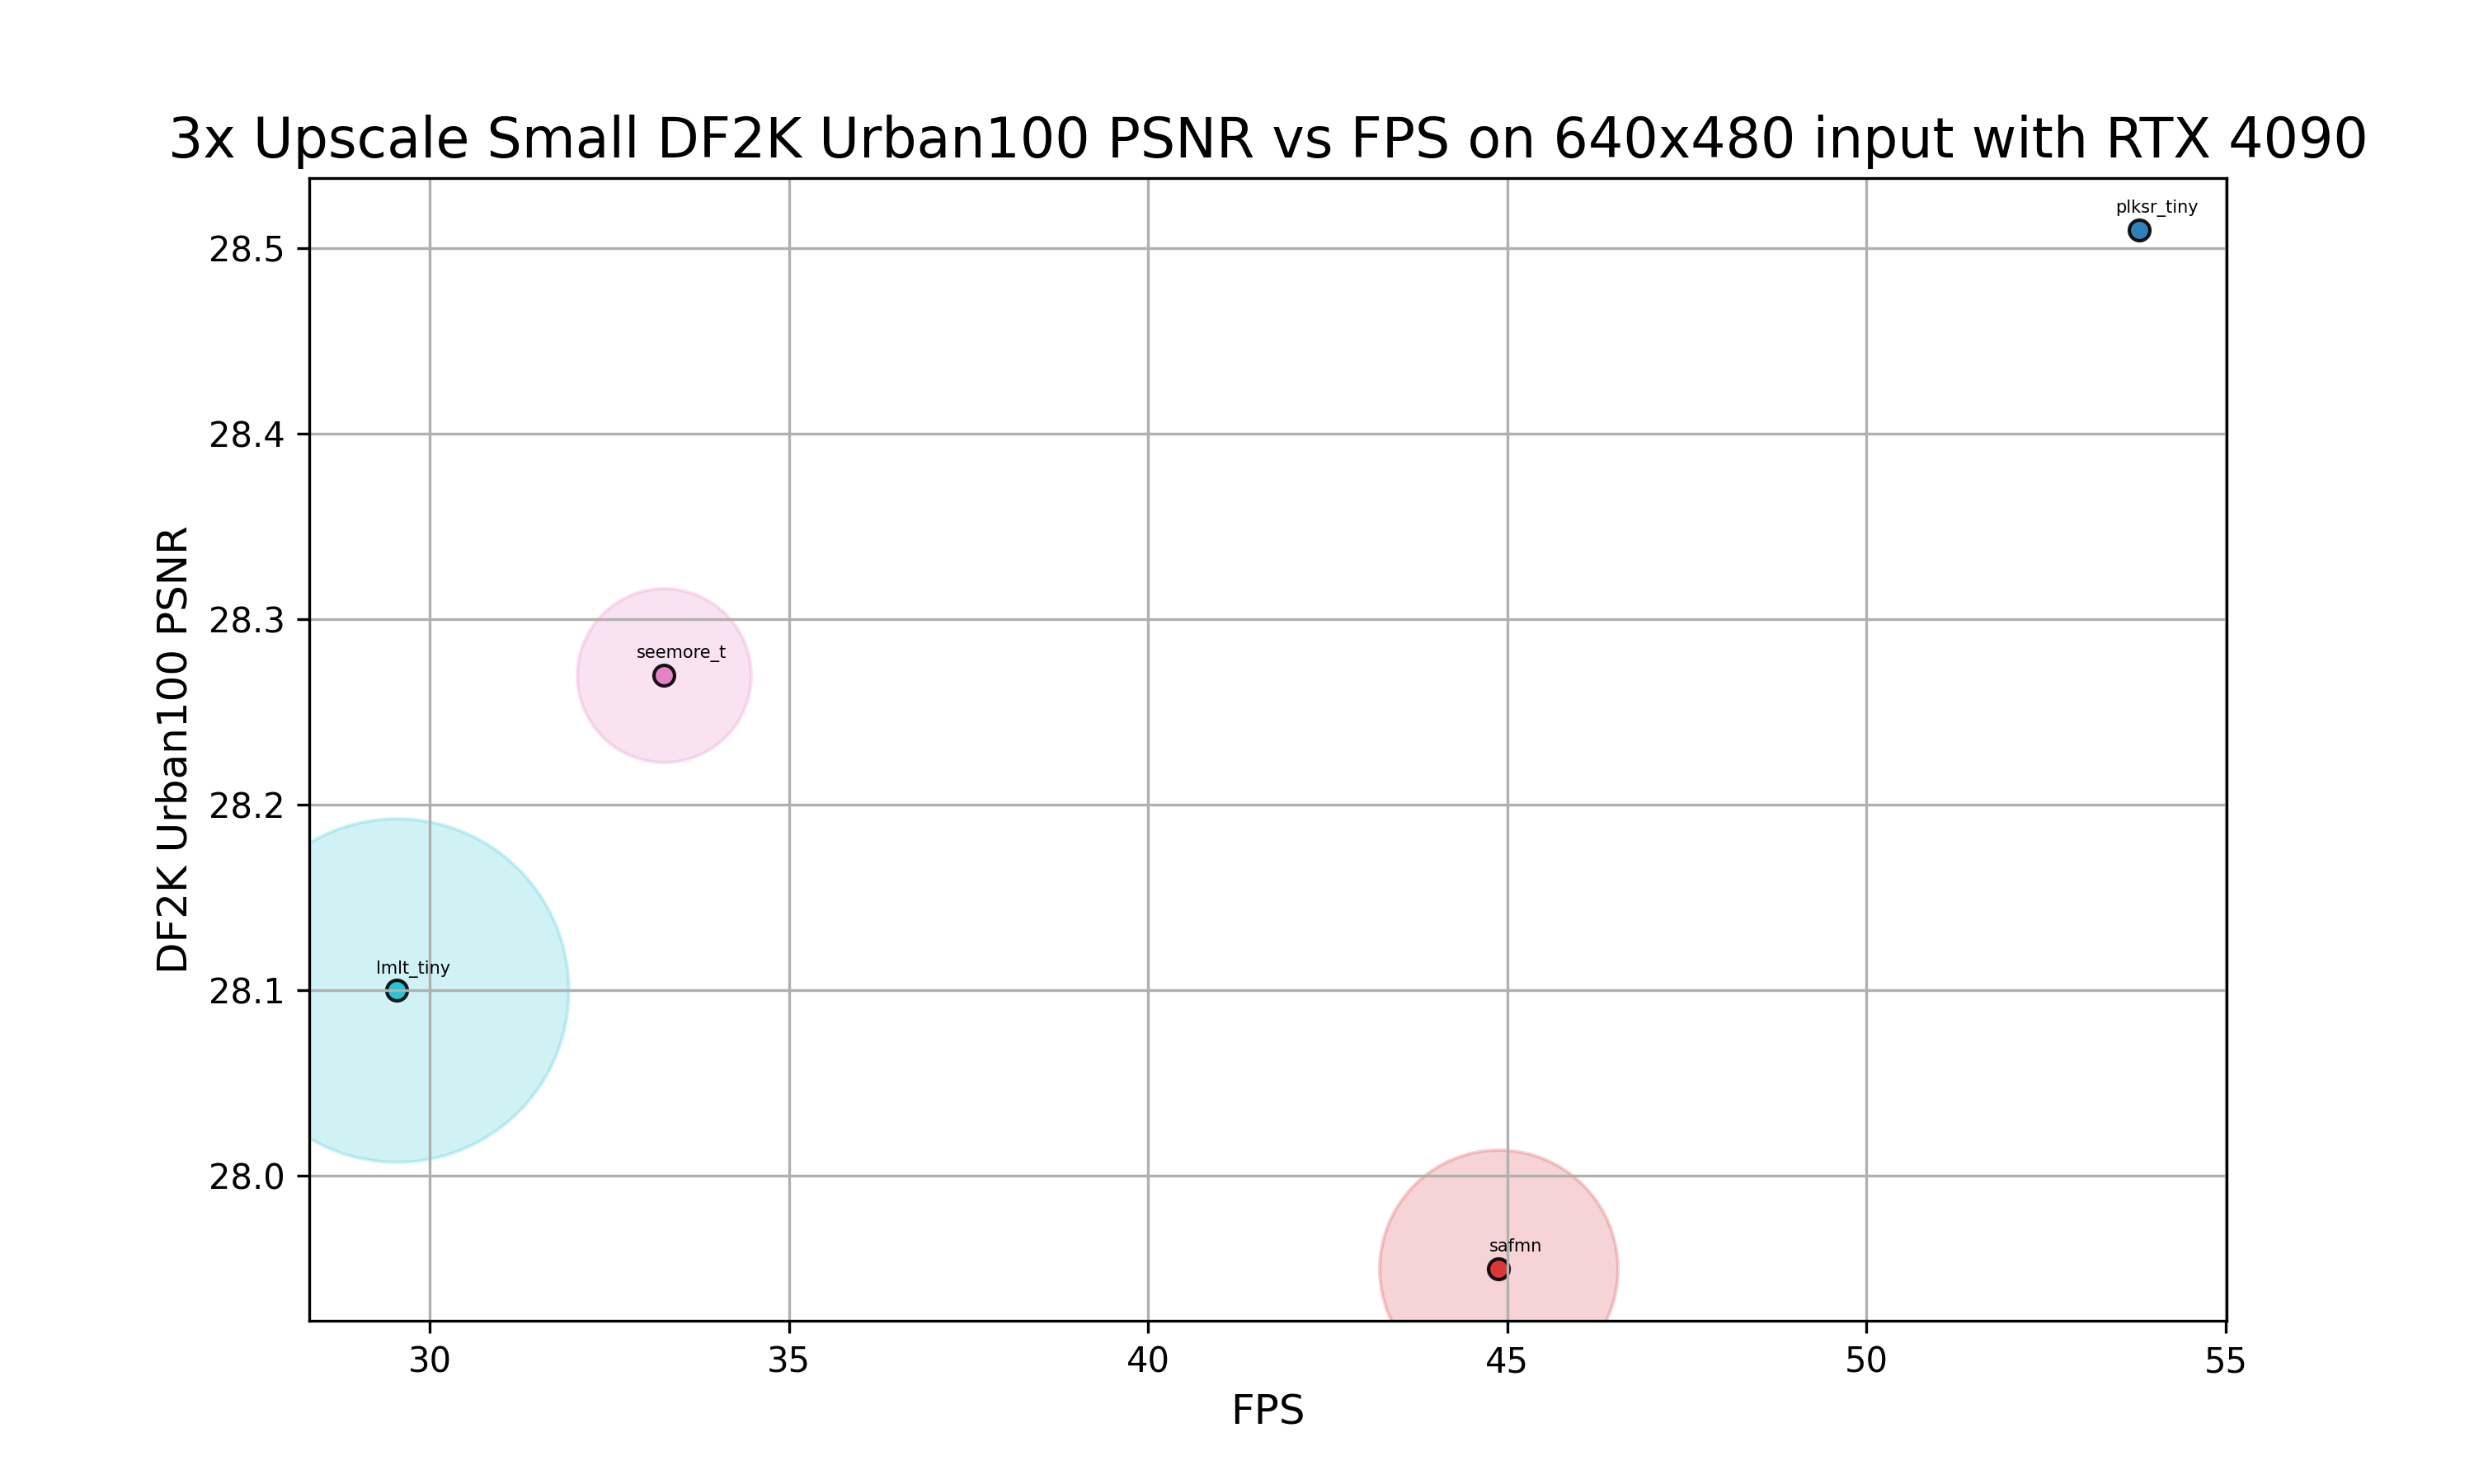 3x Upscale Small DF2K Urban100 PSNR vs FPS on 640x480 input with RTX 4090
plksr_tiny
28.5
28.4
28.3
seemore_t
28.2
lmlt_tiny
28.1
28.0
safmn
DF2K Urban100 PSNR
30
35
40
45
50
55
FPS